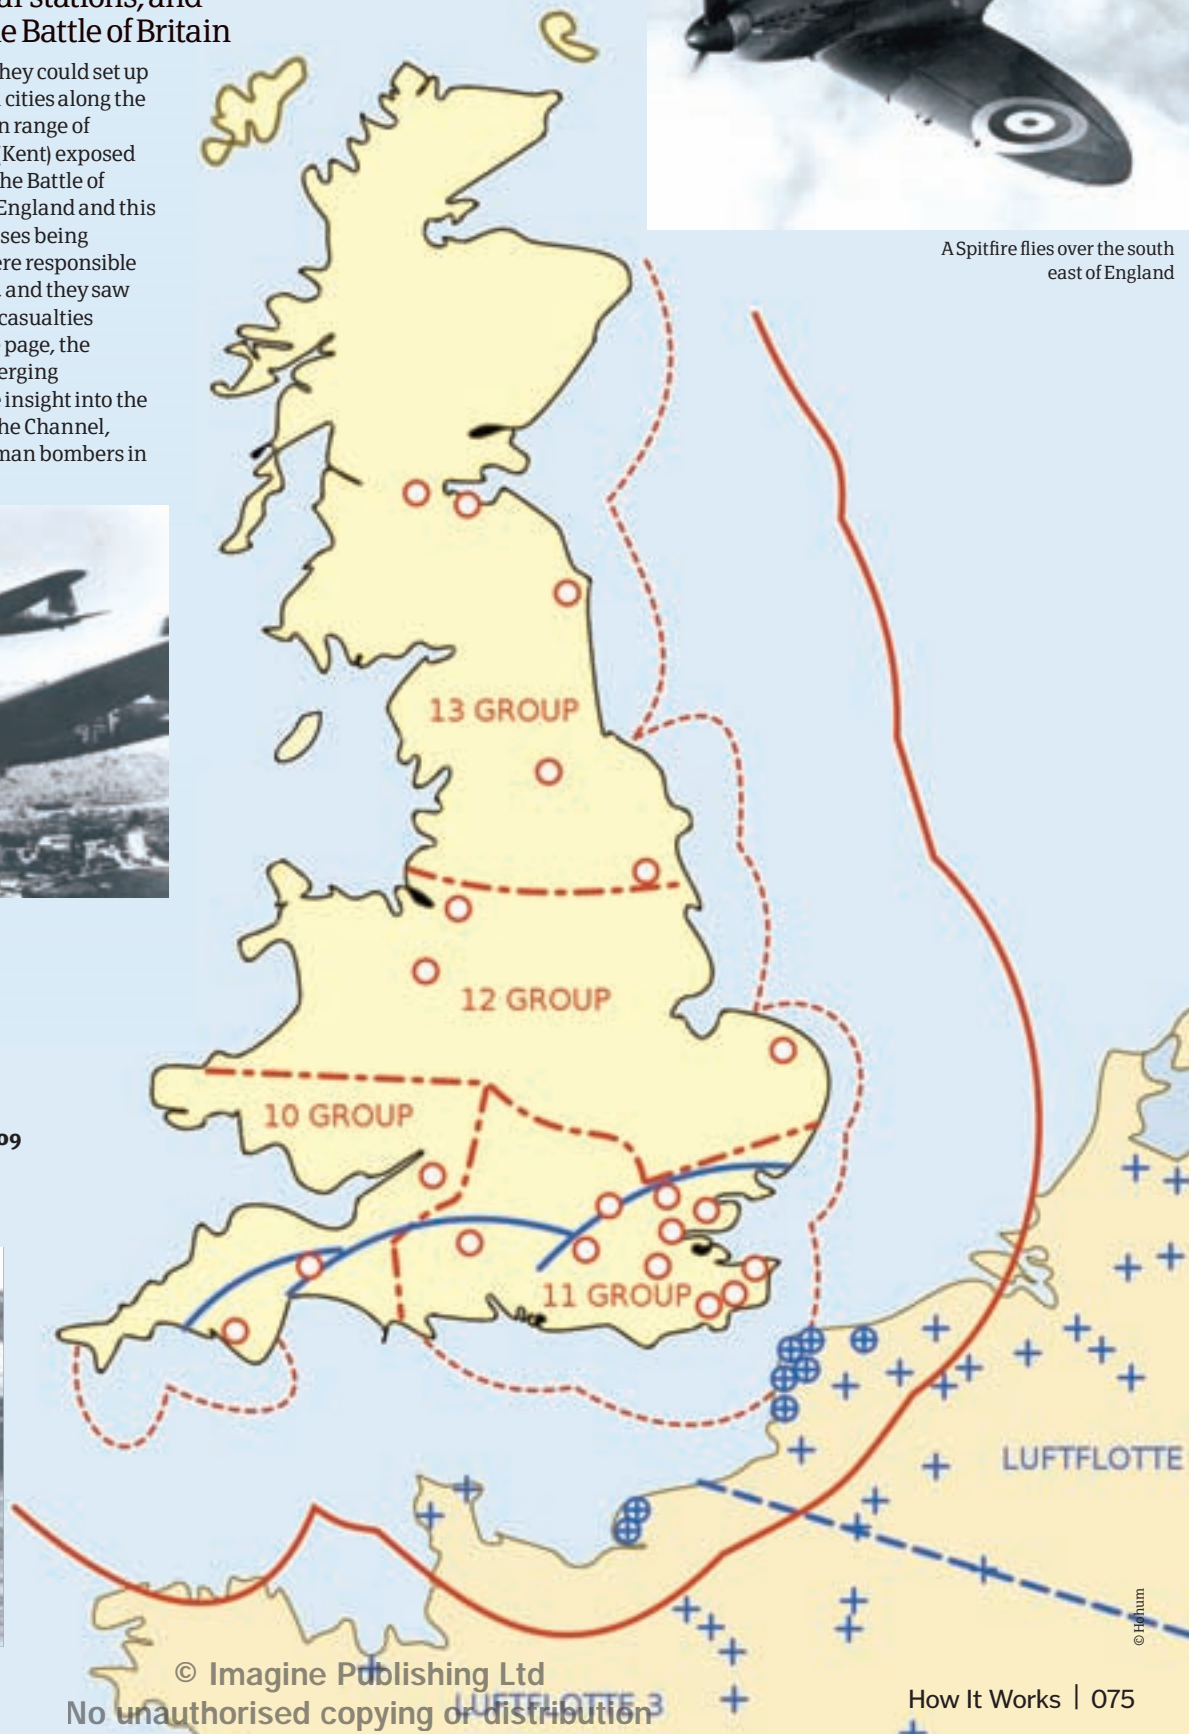 e Battle of Britain
hey could set up
cities along the
n range of
(Kent) exposed
he Battle of
England and this
ses being
ere responsible
, and they saw
casualties
page, the
erging
insight into the
he Channel,
man bombers in
A Spitfire flies over the south
east of England
13 GROUP
12 GROUP
10 GROUP
11 GROUP
09
LUFTFLOTTE
LUFTFLOTTE 3
© Hohum
© Imagine Publishing Ltd
No unauthorised copying or distribution
How It Works | 075